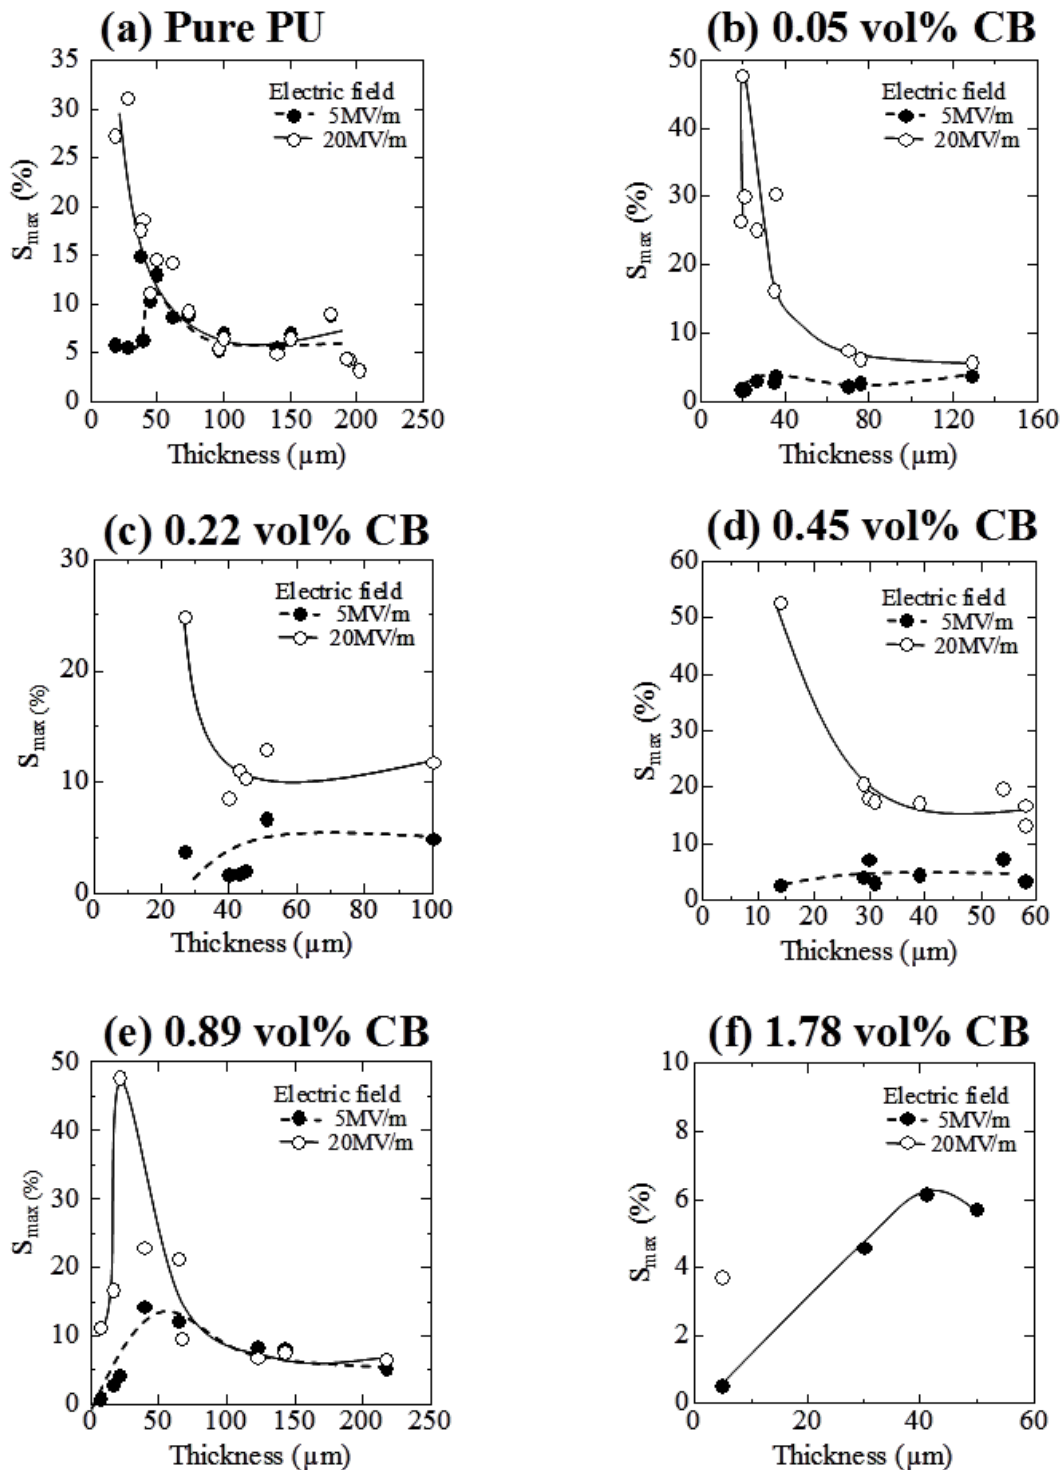 (a) Pure PU
35
30
25
20
15
10
5
0
S_max (%)
Electric field
5MV/m
20MV/m
0 50 100 150 200 250
Thickness (µm)
(b) 0.05 vol% CB
50
40
30
20
10
0
S_max (%)
Electric field
5MV/m
20MV/m
0 40 80 120 160
Thickness (µm)
(c) 0.22 vol% CB
30
20
10
0
S_max (%)
Electric field
5MV/m
20MV/m
0 20 40 60 80 100
Thickness (µm)
(d) 0.45 vol% CB
60
50
40
30
20
10
0
S_max (%)
Electric field
5MV/m
20MV/m
0 10 20 30 40 50 60
Thickness (µm)
(e) 0.89 vol% CB
50
40
30
20
10
0
S_max (%)
Electric field
5MV/m
20MV/m
0 50 100 150 200 250
Thickness (µm)
(f) 1.78 vol% CB
10
8
6
4
2
0
S_max (%)
Electric field
5MV/m
20MV/m
0 20 40 60
Thickness (µm)